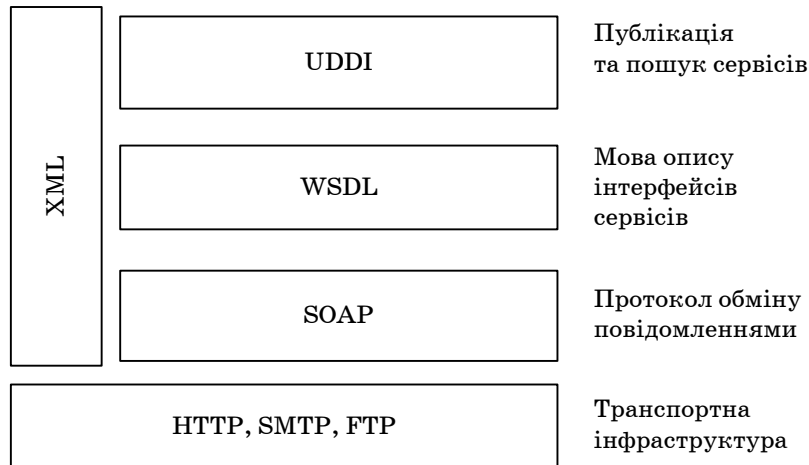 XML
UDDI
Публікація
та пошук сервісів
WSDL
Мова опису
інтерфейсів
сервісів
SOAP
Протокол обміну
повідомленнями
HTTP, SMTP, FTP
Транспортна
інфраструктура